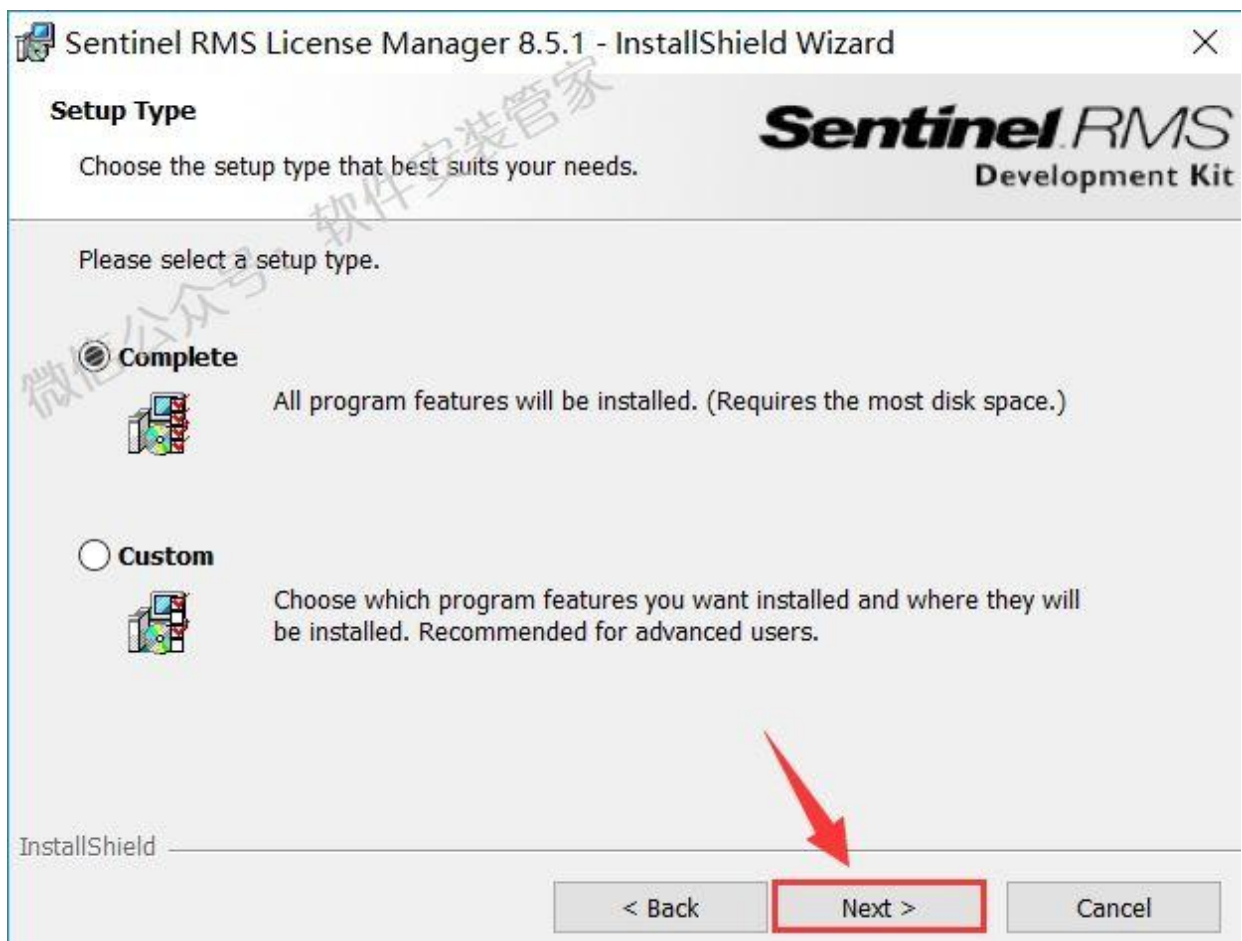 Sentinel RMS License Manager 8.5.1 - InstallShield Wizard
Setup Type
Choose the setup type that best suits your needs.
Sentinel RMS
Development Kit
Please select a setup type.
Complete
All program features will be installed. (Requires the most disk space.)
Custom
Choose which program features you want installed and where they will
be installed. Recommended for advanced users.
InstallShield
< Back
Next >
Cancel
微信公众号：软件安装管家